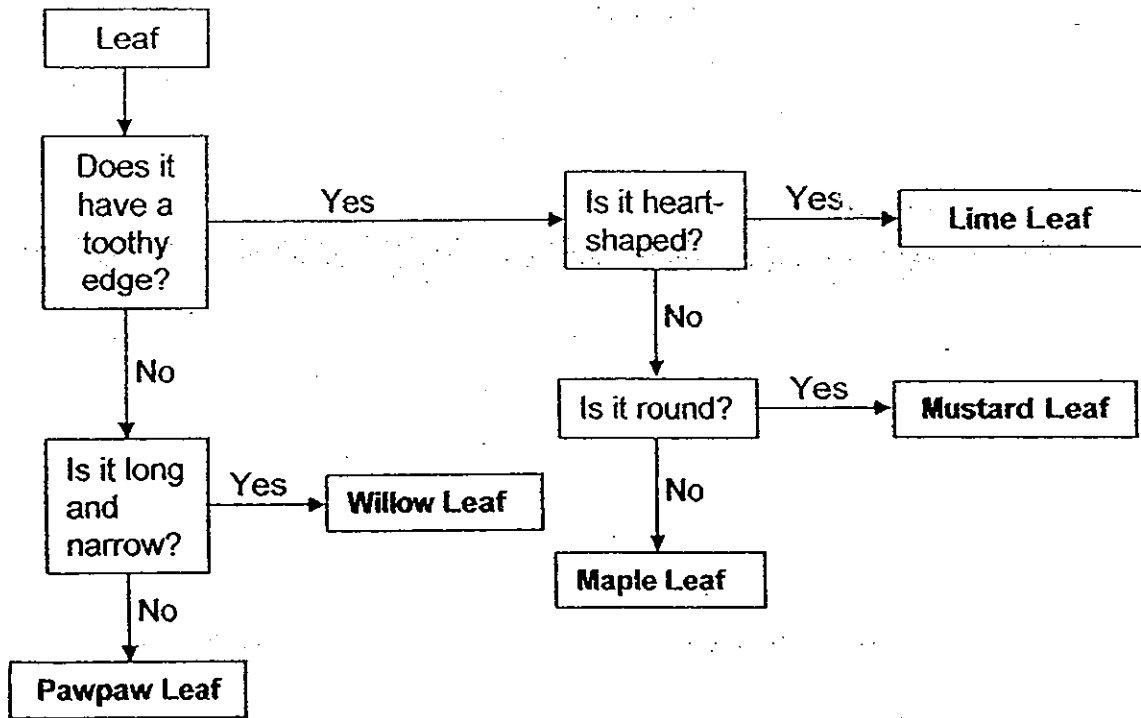 Leaf
Does it
have a
toothy
edge?
Yes
Is it heart-
shaped?
Yes
Lime Leaf
No
No
Is it round?
Yes
Mustard Leaf
Is it long
and
narrow?
Yes
Willow Leaf
No
Maple Leaf
No
Pawpaw Leaf